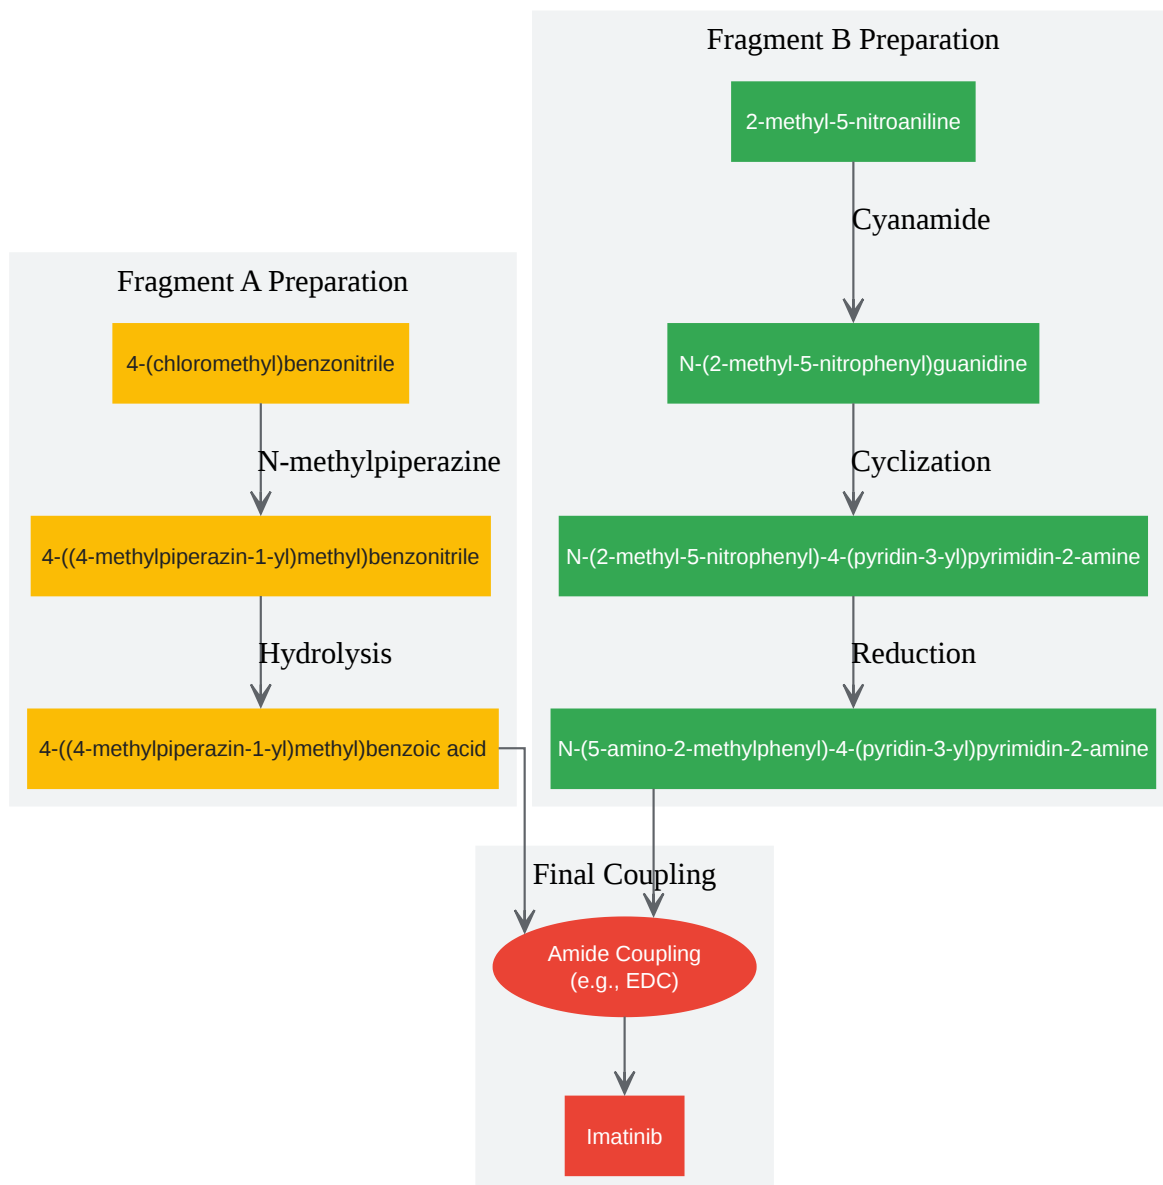 Fragment A Preparation
4-(chloromethyl)benzonitrile
N-methylpiperazine
4-((4-methylpiperazin-1-yl)methyl)benzonitrile
Hydrolysis
4-((4-methylpiperazin-1-yl)methyl)benzoic acid
Fragment B Preparation
2-methyl-5-nitroaniline
Cyanamide
N-(2-methyl-5-nitrophenyl)guanidine
Cyclization
N-(2-methyl-5-nitrophenyl)-4-(pyridin-3-yl)pyrimidin-2-amine
Reduction
N-(5-amino-2-methylphenyl)-4-(pyridin-3-yl)pyrimidin-2-amine
Final Coupling
Amide Coupling
(e.g., EDC)
Imatinib